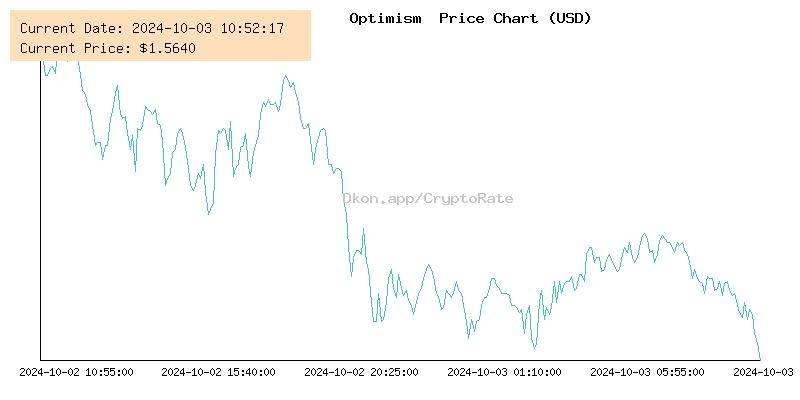 Optimism  Price Chart (USD)
Current Date: 2024-10-03 10:52:17
Current Price: $1.5640
Dkon.app/CryptoRate
2024-10-02 10:55:00 2024-10-02 15:40:00 2024-10-02 20:25:00 2024-10-03 01:10:00 2024-10-03 05:55:00 2024-10-03